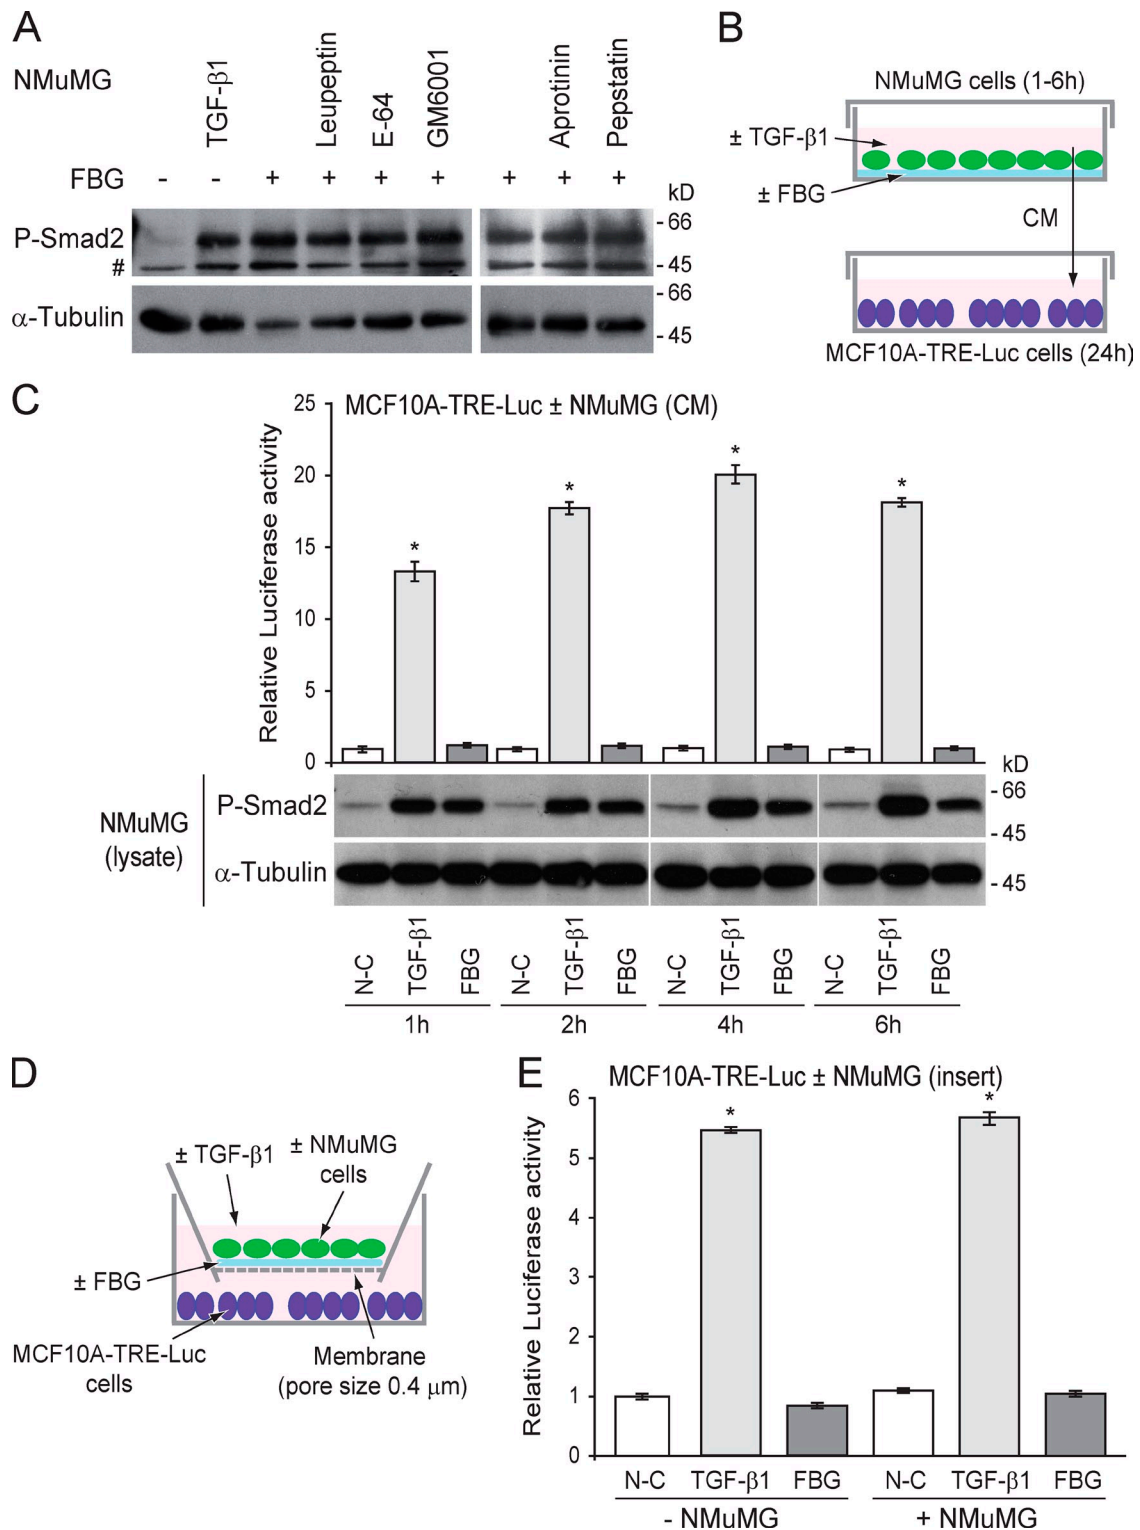 A
NMuMG
TGF-β1
Leupeptin
E-64
GM6001
Aprotinin
Pepstatin
FBG - - + + + + + + +
kD
P-Smad2
#
- 66
- 45
α-Tubulin
- 66
- 45
B
NMuMG cells (1-6h)
± TGF-β1
± FBG
CM
MCF10A-TRE-Luc cells (24h)
C
MCF10A-TRE-Luc ± NMuMG (CM)
Relative Luciferase activity
25
20
15
10
5
0
*
*
*
*
kD
NMuMG
(lysate)
P-Smad2
- 66
- 45
α-Tubulin
- 45
N-C TGF-β1 FBG N-C TGF-β1 FBG N-C TGF-β1 FBG N-C TGF-β1 FBG
1h 2h 4h 6h
D
± TGF-β1
± NMuMG
cells
± FBG
MCF10A-TRE-Luc
cells
Membrane
(pore size 0.4 μm)
E
MCF10A-TRE-Luc ± NMuMG (insert)
Relative Luciferase activity
6
5
4
3
2
1
0
*
*
N-C TGF-β1 FBG N-C TGF-β1 FBG
- NMuMG + NMuMG